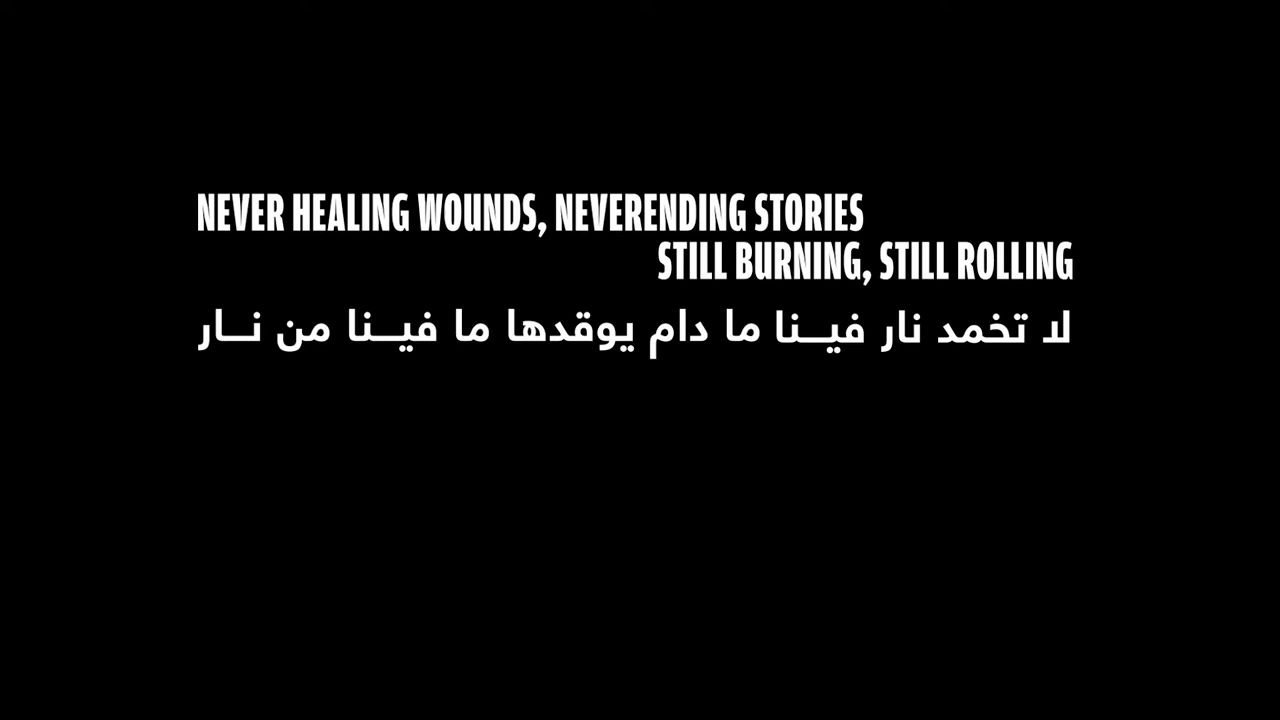 NEVER HEALING WOUNDS, NEVERENDING STORIES
STILL BURNING, STILL ROLLING
لا تخمد نار فيـــنا ما دام يوقدها ما فيـــنا من نـــار